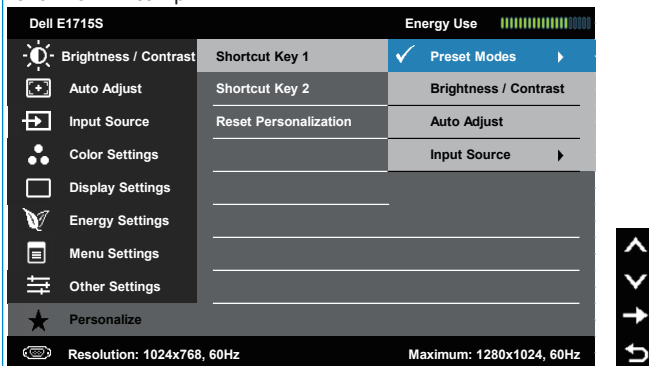 Dell E1715S Energy Use
Brightness / Contrast Shortcut Key 1 Preset Modes
Auto Adjust Shortcut Key 2 Brightness / Contrast
Input Source Reset Personalization Auto Adjust
Color Settings Input Source
Display Settings
Energy Settings
Menu Settings
Other Settings
Personalize
Resolution: 1024x768, 60Hz Maximum: 1280x1024, 60Hz